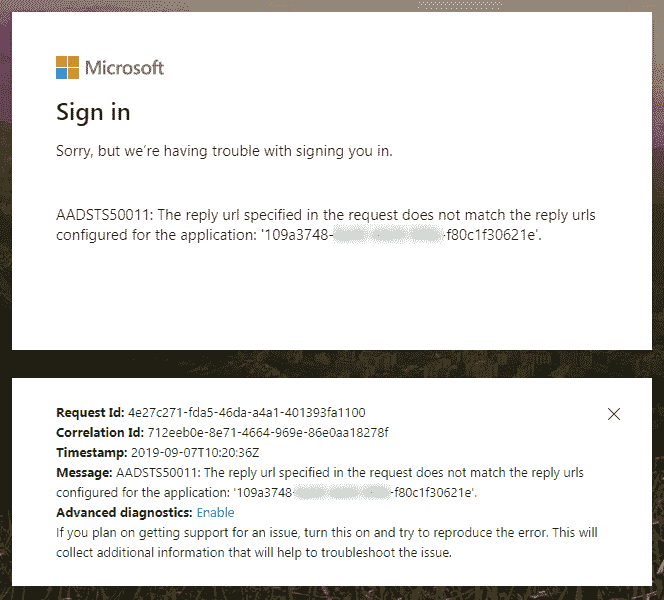 Microsoft
Sign in
Sorry, but we're having trouble with signing you in.
AADSTS50011: The reply url specified in the request does not match the reply urls
configured for the application: '109a3748- -f80c1f30621e'.
Request Id: 4e27c271-fda5-46da-a4a1-401393fa1100
Correlation Id: 712eeb0e-8e71-4664-969e-86e0aa18278f
Timestamp: 2019-09-07T10:20:36Z
Message: AADSTS50011: The reply url specified in the request does not match the reply urls
configured for the application: '109a3748- -f80c1f30621e'.
Advanced diagnostics: Enable
If you plan on getting support for an issue, turn this on and try to reproduce the error. This will
collect additional information that will help to troubleshoot the issue.